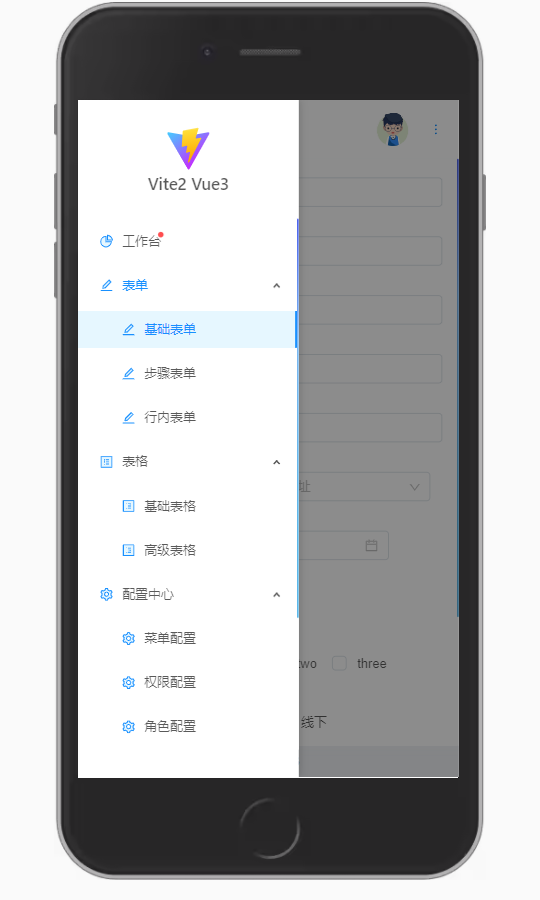 Vite2 Vue3
工作台
表单
基础表单
步骤表单
行内表单
表格
基础表格
高级表格
配置中心
菜单配置
权限配置
角色配置
址
two
three
线下